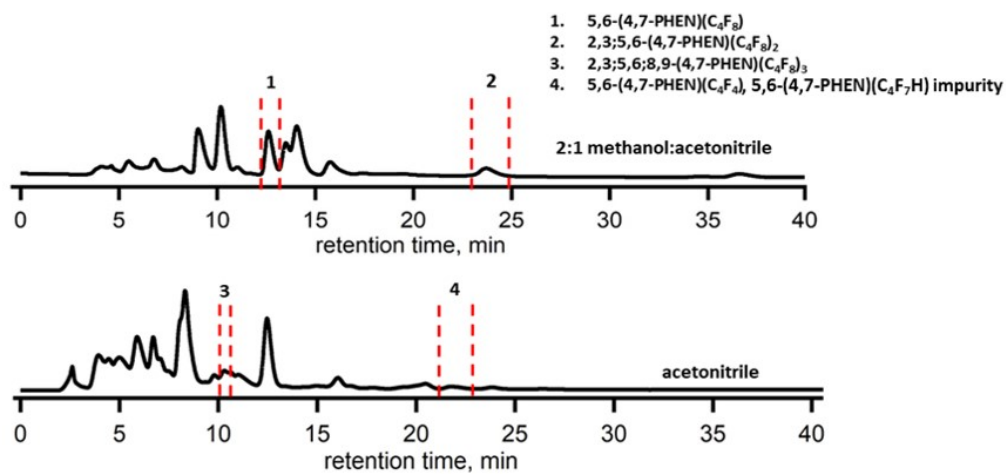 1. 5,6-(4,7-PHEN)(C₄F₈)
2. 2,3;5,6-(4,7-PHEN)(C₄F₈)₂
3. 2,3;5,6;8,9-(4,7-PHEN)(C₄F₈)₃
4. 5,6-(4,7-PHEN)(C₄F₄), 5,6-(4,7-PHEN)(C₄F₇H) impurity
1 2
2:1 methanol:acetonitrile
0 5 10 15 20 25 30 35 40
retention time, min
3 4
acetonitrile
0 5 10 15 20 25 30 35 40
retention time, min